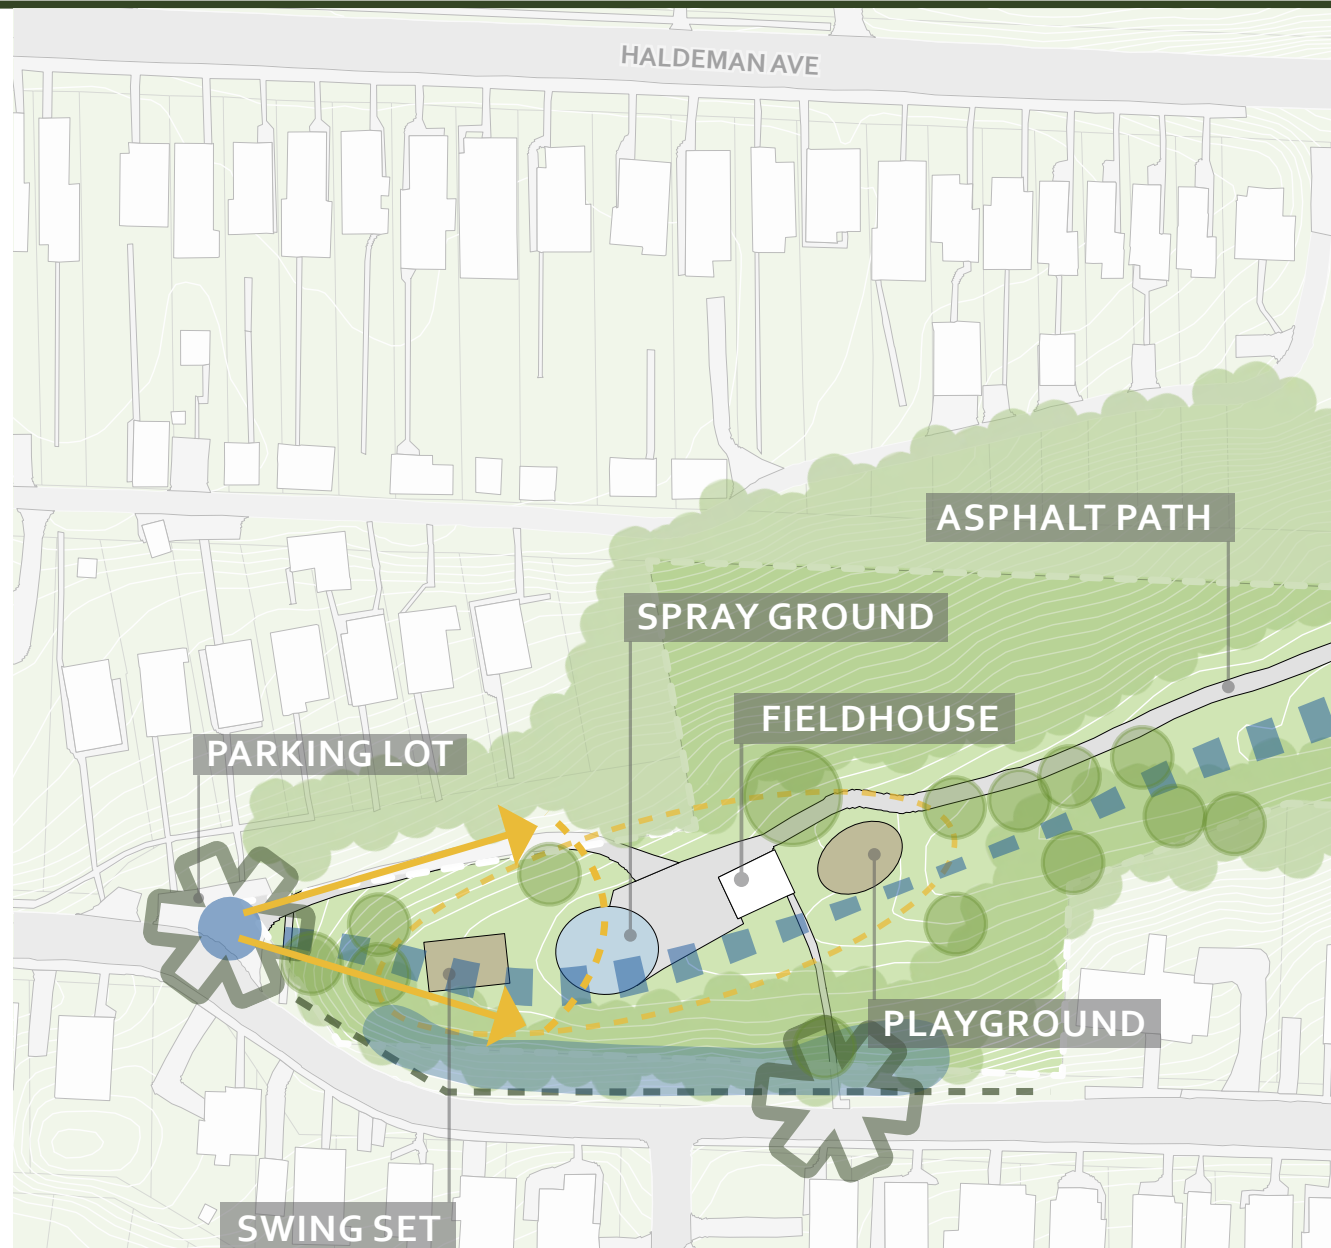 HALDEMAN AVE
ASPHALT PATH
SPRAY GROUND
FIELDHOUSE
PARKING LOT
PLAYGROUND
SWING SET